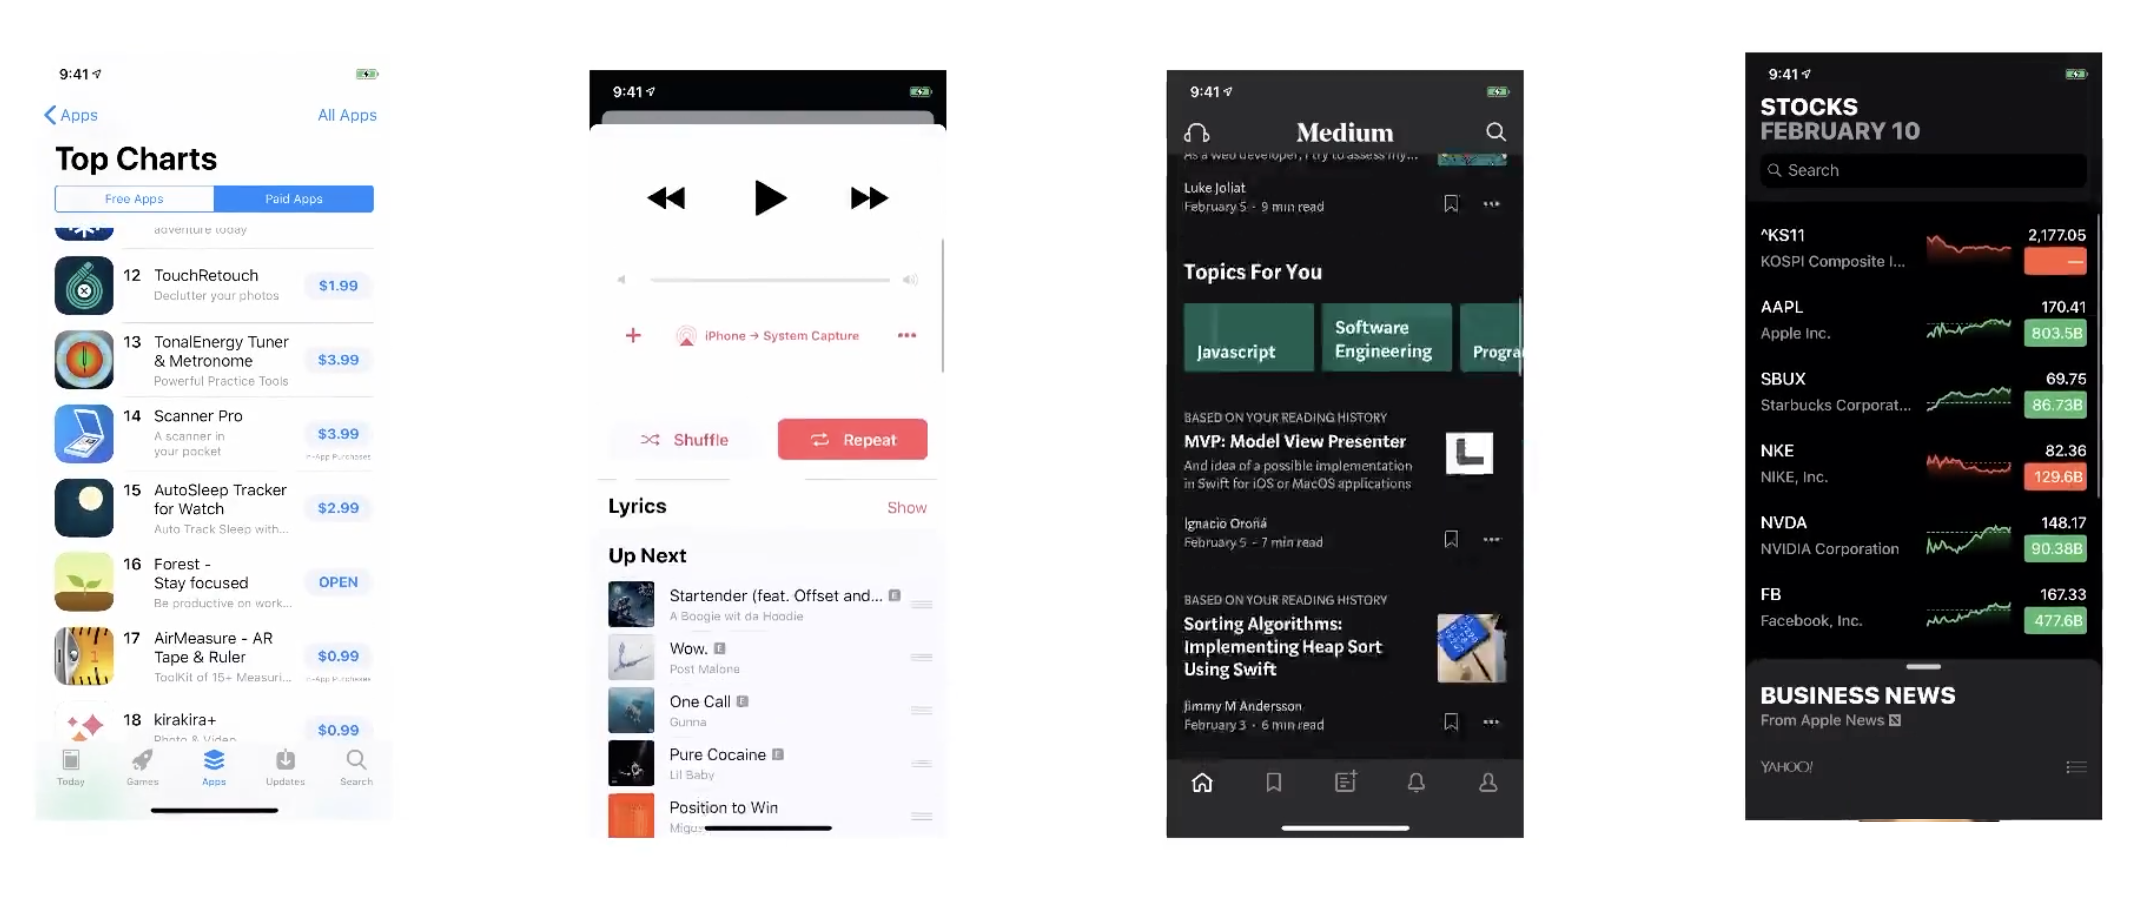 9:41
Apps
All Apps
Top Charts
Free Apps
Paid Apps
adventure today
12
TouchRetouch
Declutter your photos
$1.99
13
TonalEnergy Tuner
& Metronome
Powerful Practice Tools
$3.99
14
Scanner Pro
A scanner in
your pocket
$3.99
In-App Purchases
15
AutoSleep Tracker
for Watch
Auto Track Sleep with...
$2.99
16
Forest -
Stay focused
Be productive on work...
OPEN
17
AirMeasure - AR
Tape & Ruler
ToolKit of 15+ Measuri...
$0.99
In-App Purchases
18
kirakira+
Photo & Video
$0.99
Today
Games
Apps
Updates
Search
9:41
iPhone → System Capture
Shuffle
Repeat
Lyrics
Show
Up Next
Startender (feat. Offset and... E
A Boogie wit da Hoodie
Wow. E
Post Malone
One Call E
Gunna
Pure Cocaine E
Lil Baby
Position to Win
9:41
Medium
As a web developer, I try to assess my...
Luke Joliat
February 5 · 9 min read
Topics For You
Javascript
Software
Engineering
Progra
BASED ON YOUR READING HISTORY
MVP: Model View Presenter
And idea of a possible implementation
in Swift for iOS or MacOS applications
Ignacio Oroná
February 5 · 7 min read
BASED ON YOUR READING HISTORY
Sorting Algorithms:
Implementing Heap Sort
Using Swift
Jimmy M Andersson
February 3 · 6 min read
9:41
STOCKS
FEBRUARY 10
Search
^KS11
KOSPI Composite I...
2,177.05
—
AAPL
Apple Inc.
170.41
803.5B
SBUX
Starbucks Corporat...
69.75
86.73B
NKE
NIKE, Inc.
82.36
129.6B
NVDA
NVIDIA Corporation
148.17
90.38B
FB
Facebook, Inc.
167.33
477.6B
BUSINESS NEWS
From Apple News
YAHOO!